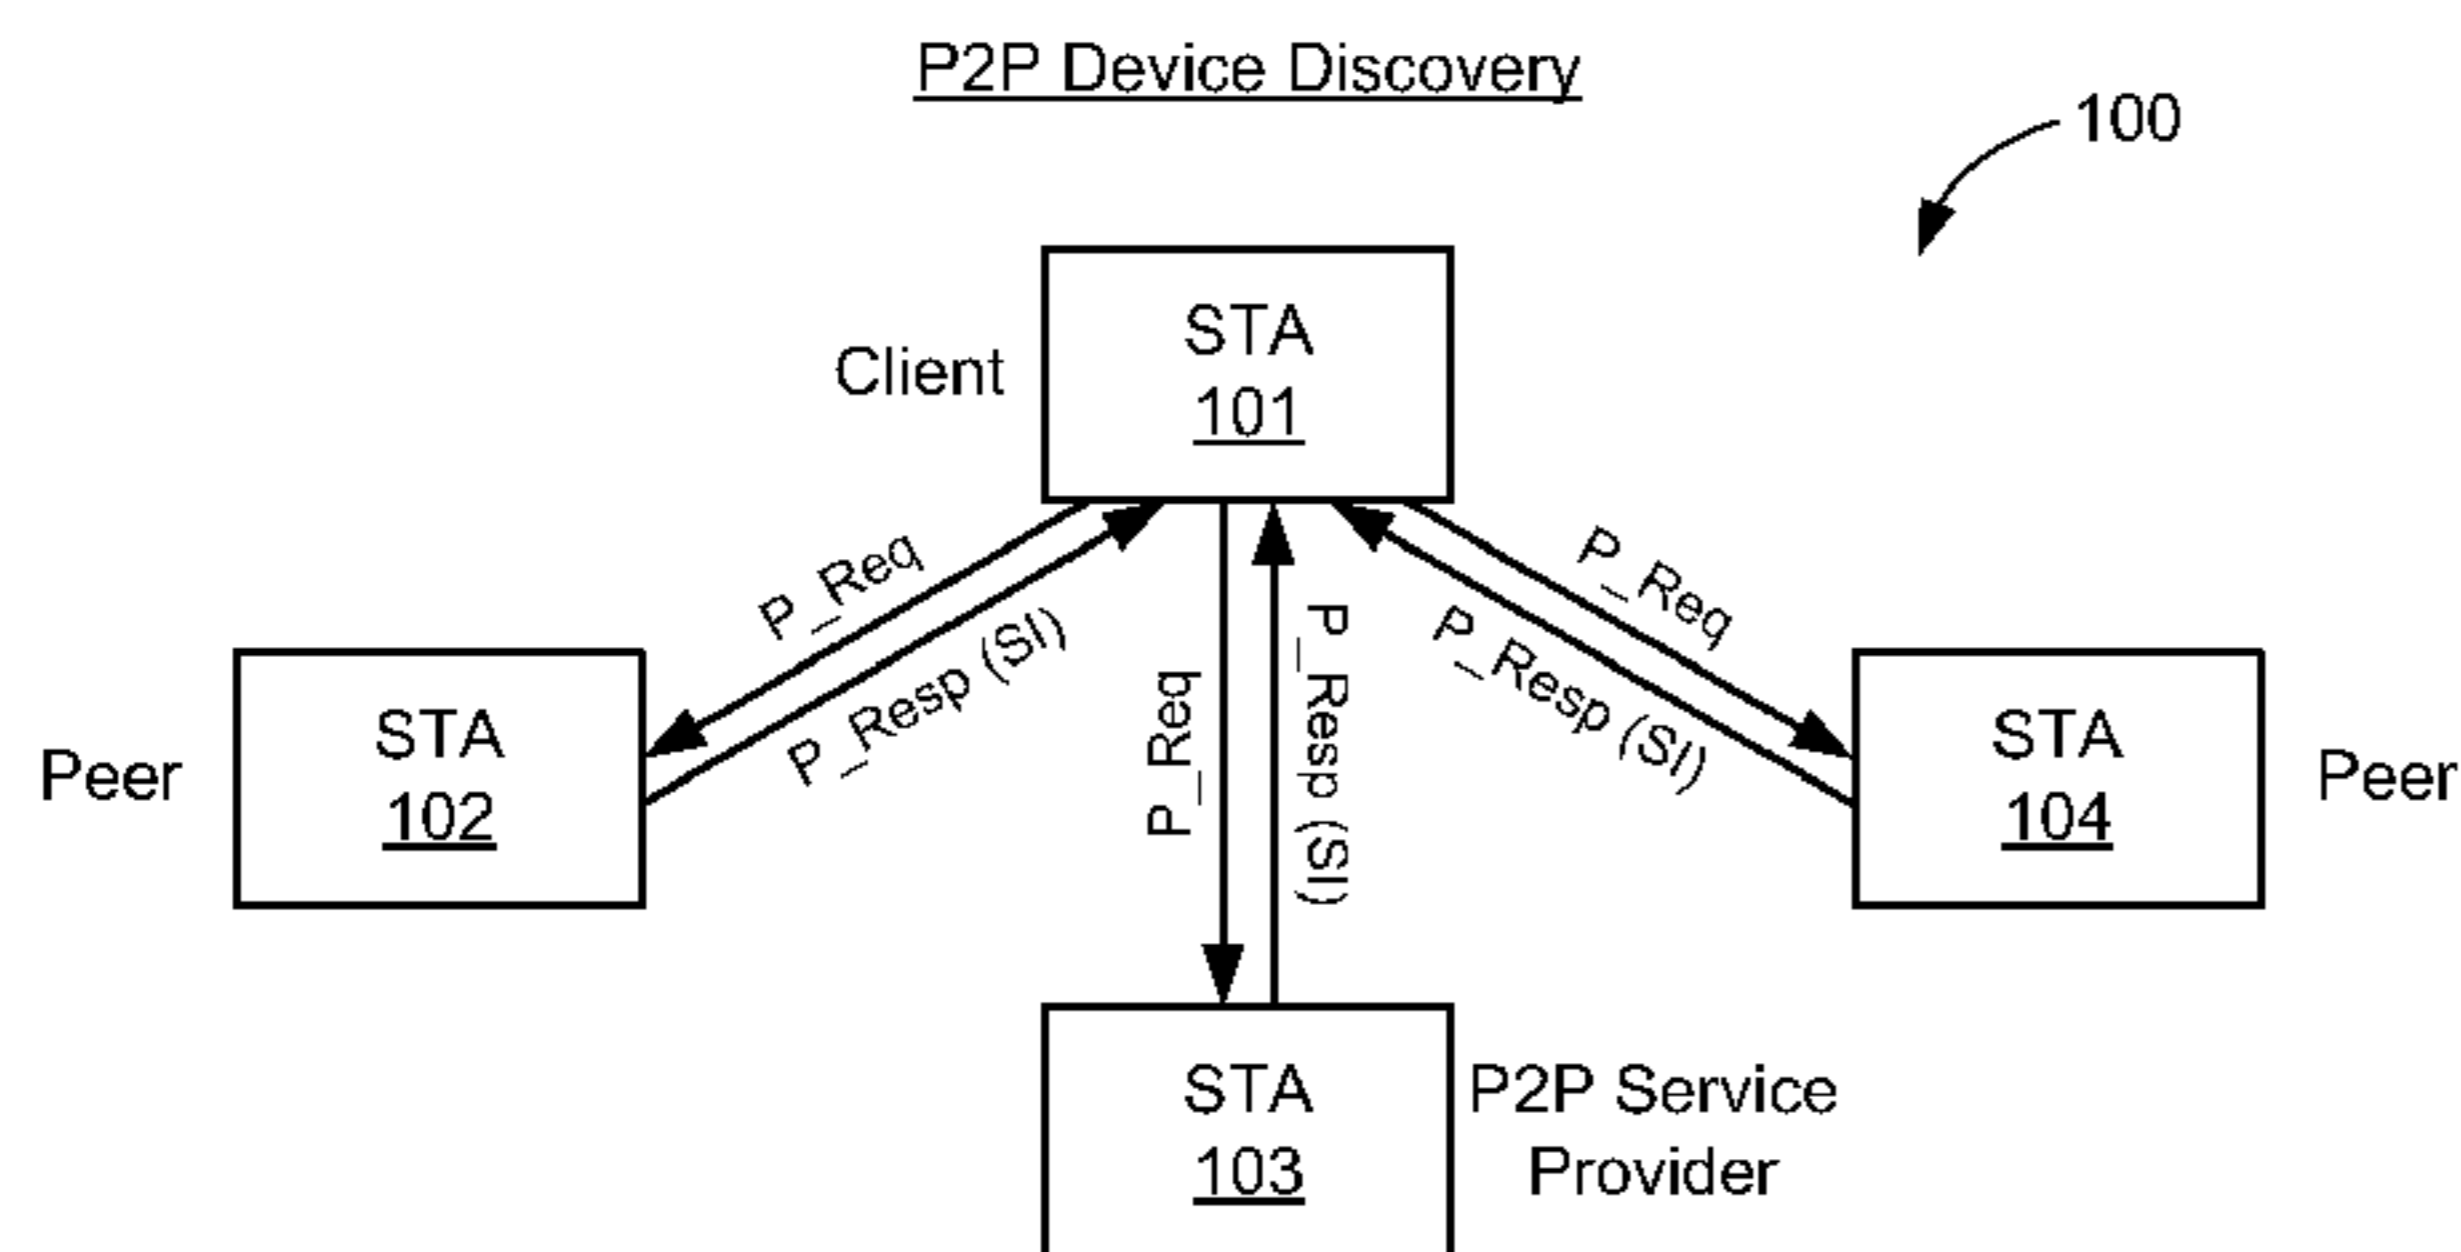 P2P Device Discovery
100
Client
STA
101
P_Req
P_Resp (SI)
P_Req
P_Resp (SI)
P_Req
P_Resp (SI)
Peer
STA
102
STA
104
Peer
STA
103
P2P Service
Provider